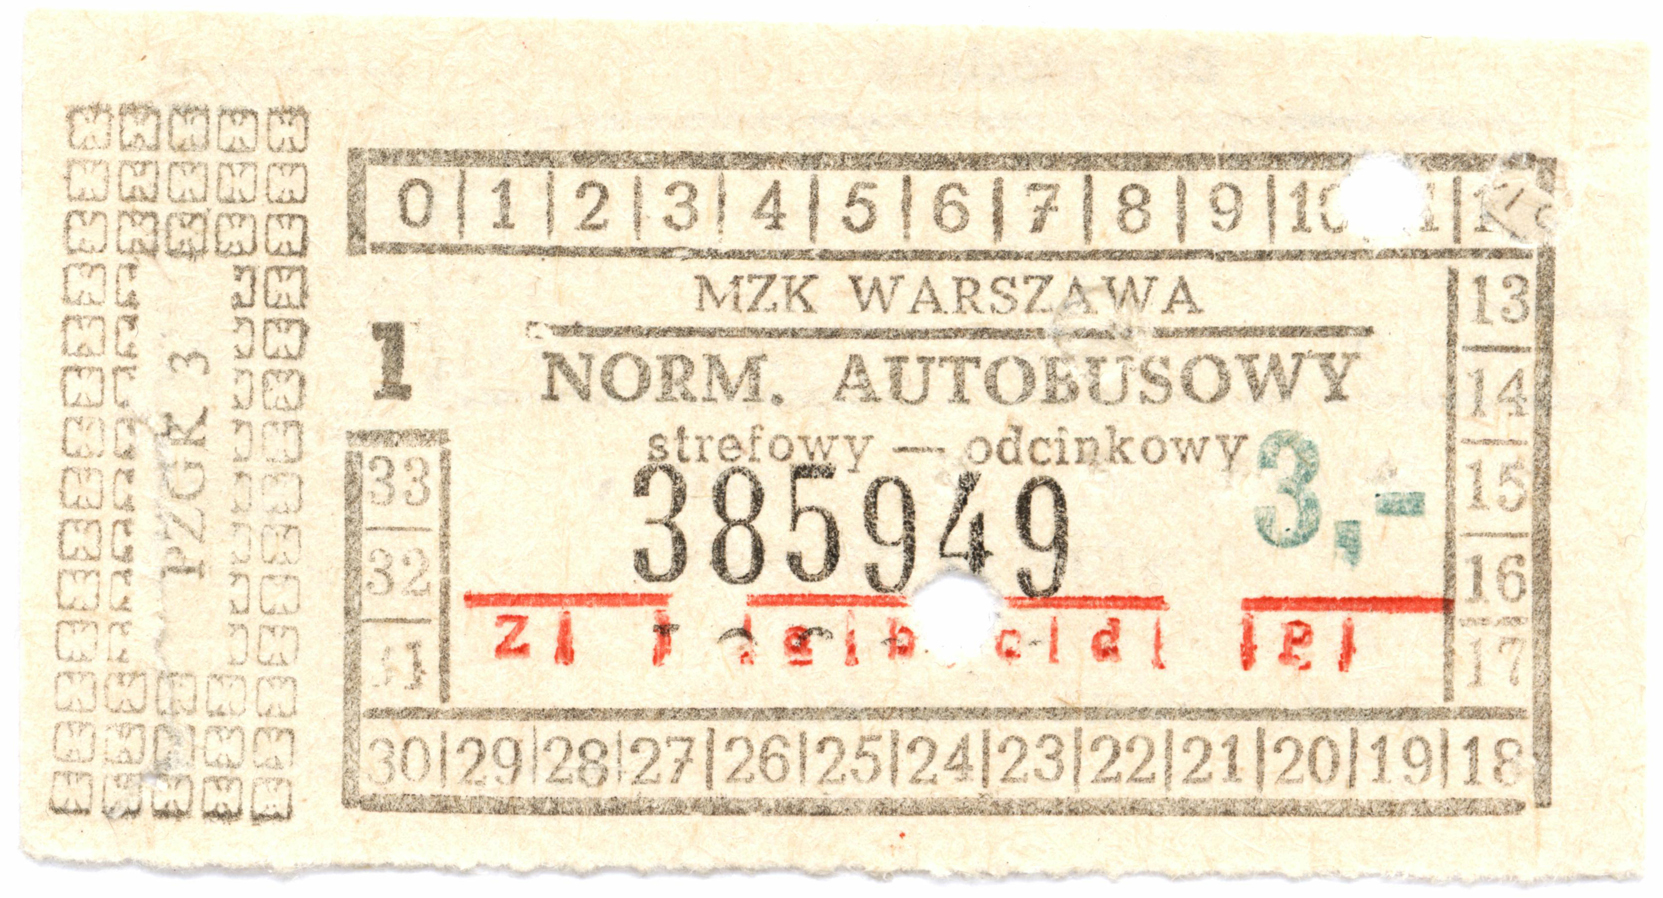 PZGK 3
0 1 2 3 4 5 6 7 8 9 10
MZK WARSZAWA
1
NORM. AUTOBUSOWY
strefowy — odcinkowy
385949
3,-
Z a b c d P
13
14
15
16
17
33
32
31
30 29 28 27 26 25 24 23 22 21 20 19 18